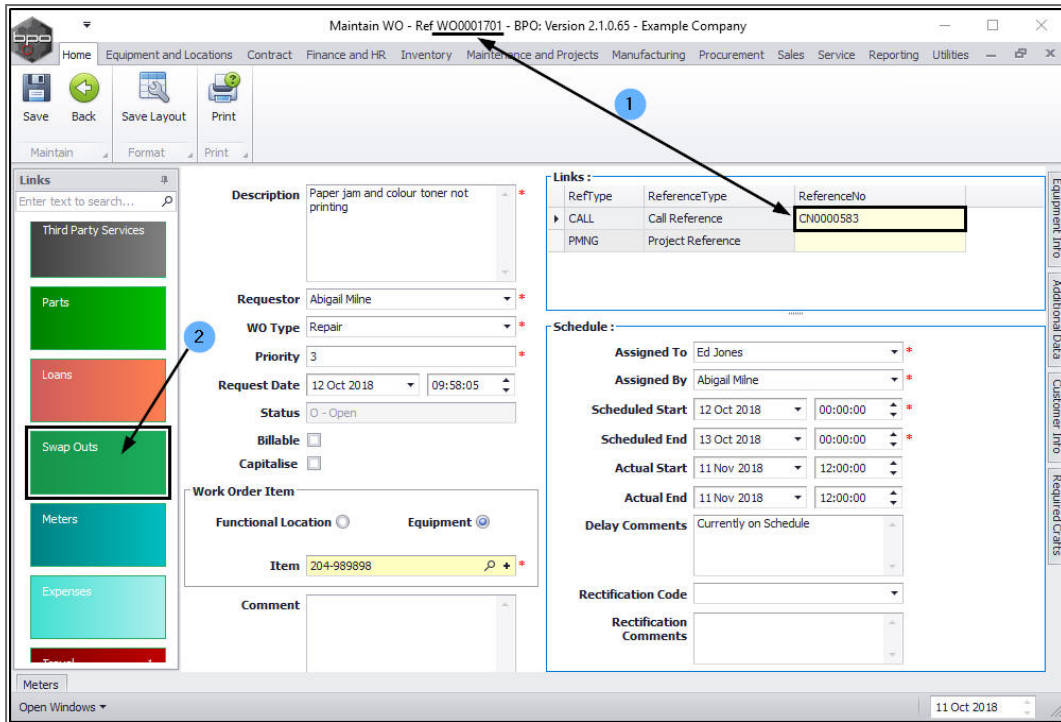 Maintain WO - Ref WO0001701 - BPO: Version 2.1.0.65 - Example Company
bpo
Home Equipment and Locations Contract Finance and HR Inventory Maintenance and Projects Manufacturing Procurement Sales Service Reporting Utilities
Save Back Save Layout Print
Maintain Format Print
1
2
Links
Enter text to search...
Third Party Services
Parts
Loans
Swap Outs
Meters
Expenses
Travel 1
Description Paper jam and colour toner not
printing
*
Requestor Abigail Milne *
WO Type Repair *
Priority 3 *
Request Date 12 Oct 2018 09:58:05
Status O - Open
Billable
Capitalise
Work Order Item
Functional Location Equipment
Item 204-989898 *
Comment
Links :
RefType ReferenceType ReferenceNo
CALL Call Reference CN0000583
PMNG Project Reference
Schedule :
Assigned To Ed Jones *
Assigned By Abigail Milne *
Scheduled Start 12 Oct 2018 00:00:00 *
Scheduled End 13 Oct 2018 00:00:00 *
Actual Start 11 Nov 2018 12:00:00
Actual End 11 Nov 2018 12:00:00
Delay Comments Currently on Schedule
Rectification Code
Rectification
Comments
Equipment Info
Additional Data
Customer Info
Required Crafts
Meters
Open Windows 11 Oct 2018